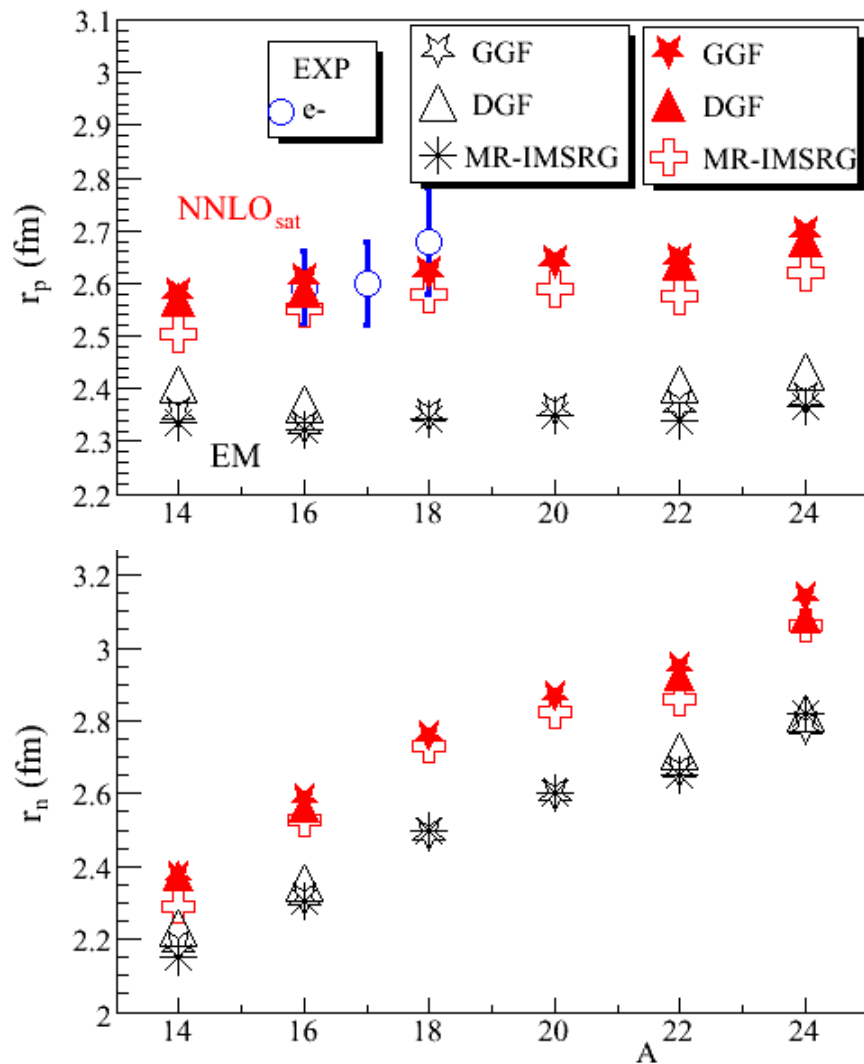 3.1
3
2.9
2.8
2.7
2.6
2.5
2.4
2.3
2.2
r_p (fm)
EXP
e-
GGF
DGF
MR-IMSRG
GGF
DGF
MR-IMSRG
NNLO_sat
EM
14 16 18 20 22 24
3.2
3
2.8
2.6
2.4
2.2
2
r_n (fm)
14 16 18 20 22 24
A